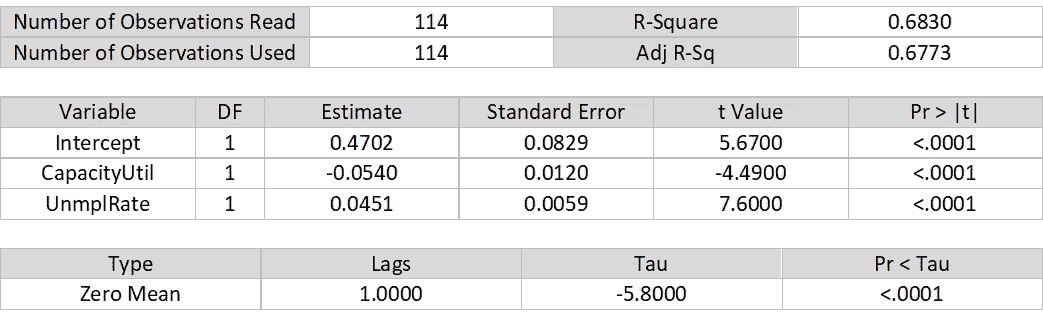 Number of Observations Read 114 R-Square 0.6830
Number of Observations Used 114 Adj R-Sq 0.6773
Variable DF Estimate Standard Error t Value Pr > |t|
Intercept 1 0.4702 0.0829 5.6700 <.0001
CapacityUtil 1 -0.0540 0.0120 -4.4900 <.0001
UnmplRate 1 0.0451 0.0059 7.6000 <.0001
Type Lags Tau Pr < Tau
Zero Mean 1.0000 -5.8000 <.0001